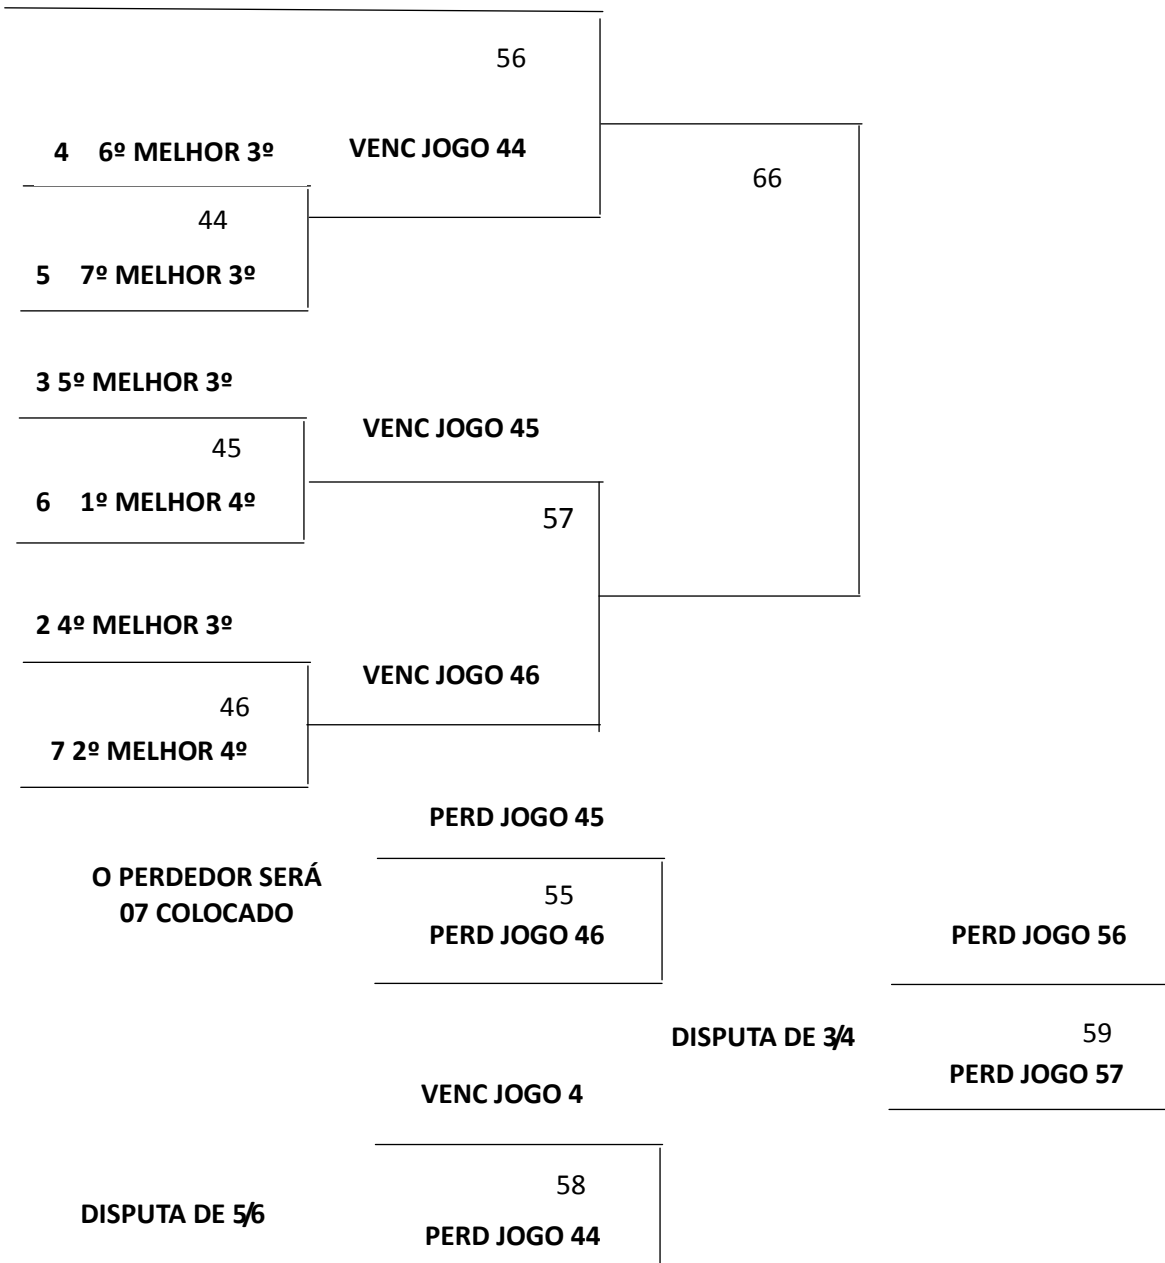 56
4 6º MELHOR 3º VENC JOGO 44
66
44
5 7º MELHOR 3º
3 5º MELHOR 3º
VENC JOGO 45
45
6 1º MELHOR 4º
57
2 4º MELHOR 3º
VENC JOGO 46
46
7 2º MELHOR 4º
PERD JOGO 45
O PERDEDOR SERÁ
07 COLOCADO
55
PERD JOGO 46
PERD JOGO 56
DISPUTA DE 3/4
59
PERD JOGO 57
VENC JOGO 4
58
DISPUTA DE 5/6
PERD JOGO 44